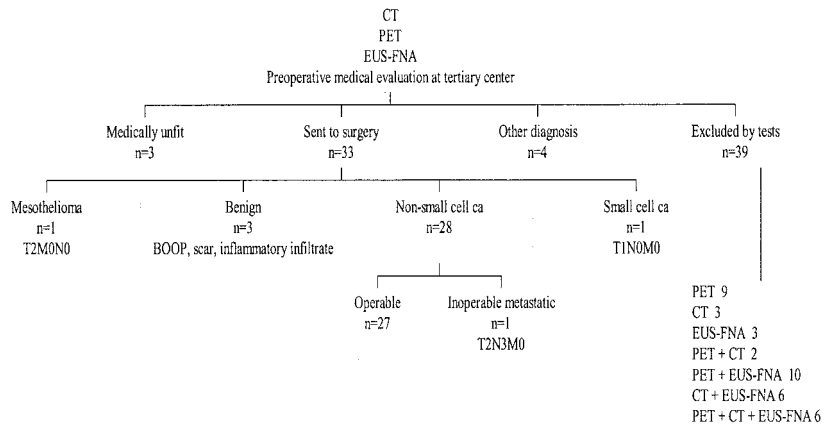 CT
PET
EUS-FNA
Preoperative medical evaluation at tertiary center
Medically unfit
n=3
Sent to surgery
n=33
Other diagnosis
n=4
Excluded by tests
n=39
Mesothelioma
n=1
T2M0N0
Benign
n=3
BOOP, scar, inflammatory infiltrate
Non-small cell ca
n=28
Small cell ca
n=1
T1N0M0
Operable
n=27
Inoperable metastatic
n=1
T2N3M0
PET 9
CT 3
EUS-FNA 3
PET + CT 2
PET + EUS-FNA 10
CT + EUS-FNA 6
PET + CT + EUS-FNA 6